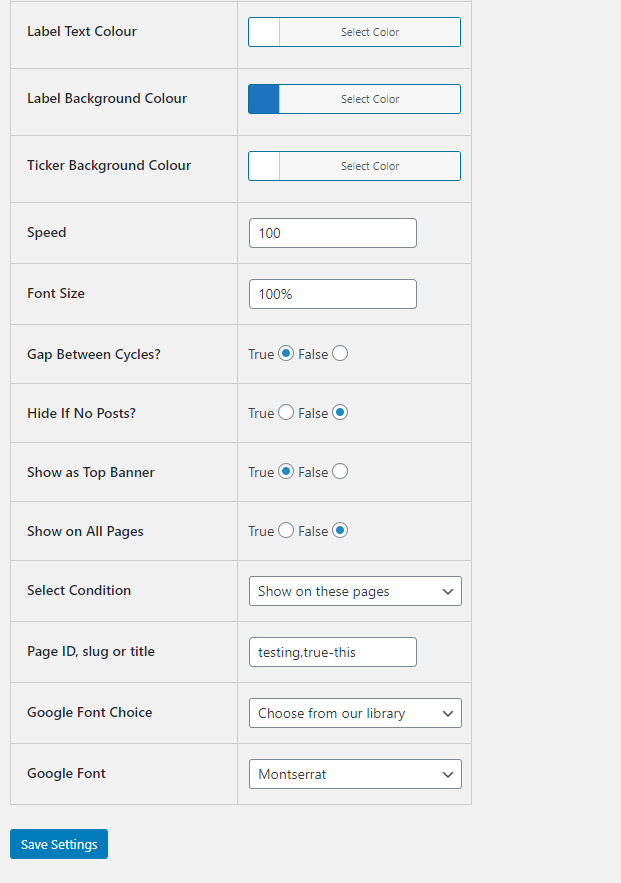 Label Text Colour Select Color
Label Background Colour Select Color
Ticker Background Colour Select Color
Speed 100
Font Size 100%
Gap Between Cycles? True False
Hide If No Posts? True False
Show as Top Banner True False
Show on All Pages True False
Select Condition Show on these pages
Page ID, slug or title testing,true-this
Google Font Choice Choose from our library
Google Font Montserrat
Save Settings